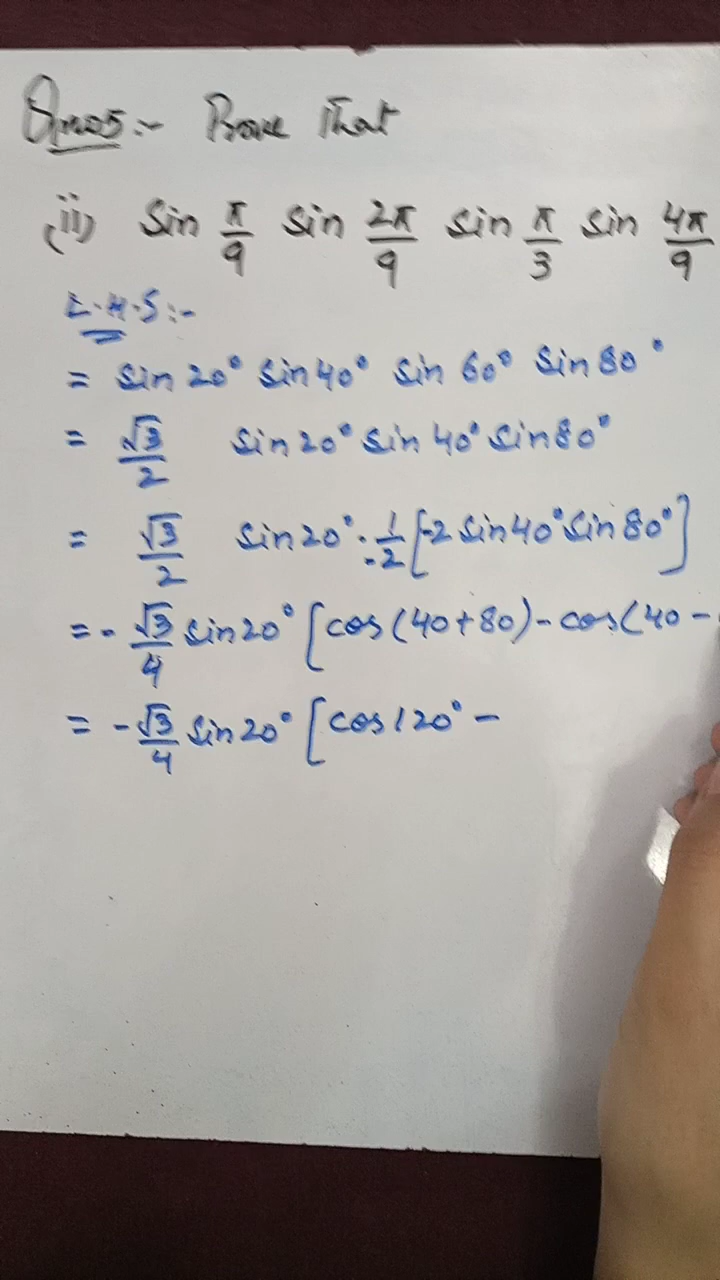 Qno5:- Prove that
(ii) Sin π/9 Sin 2π/9 Sin π/3 Sin 4π/9
L.H.S:-
= Sin 20° Sin 40° Sin 60° Sin 80°
= √3/2 Sin 20° Sin 40° Sin 80°
= √3/2 Sin 20° · 1/-2 [-2 Sin 40° Sin 80°]
= - √3/4 Sin 20° [cos(40+80) - cos(40 -
= - √3/4 Sin 20° [cos 120° -